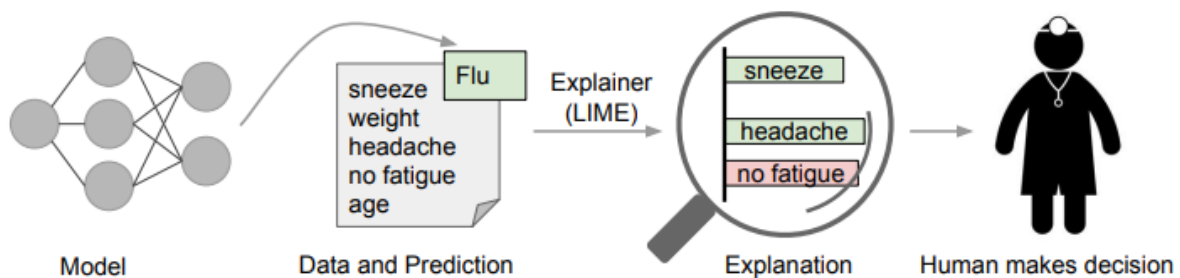 Flu
sneeze
weight
headache
no fatigue
age
Explainer
(LIME)
sneeze
headache
no fatigue
Model
Data and Prediction
Explanation
Human makes decision